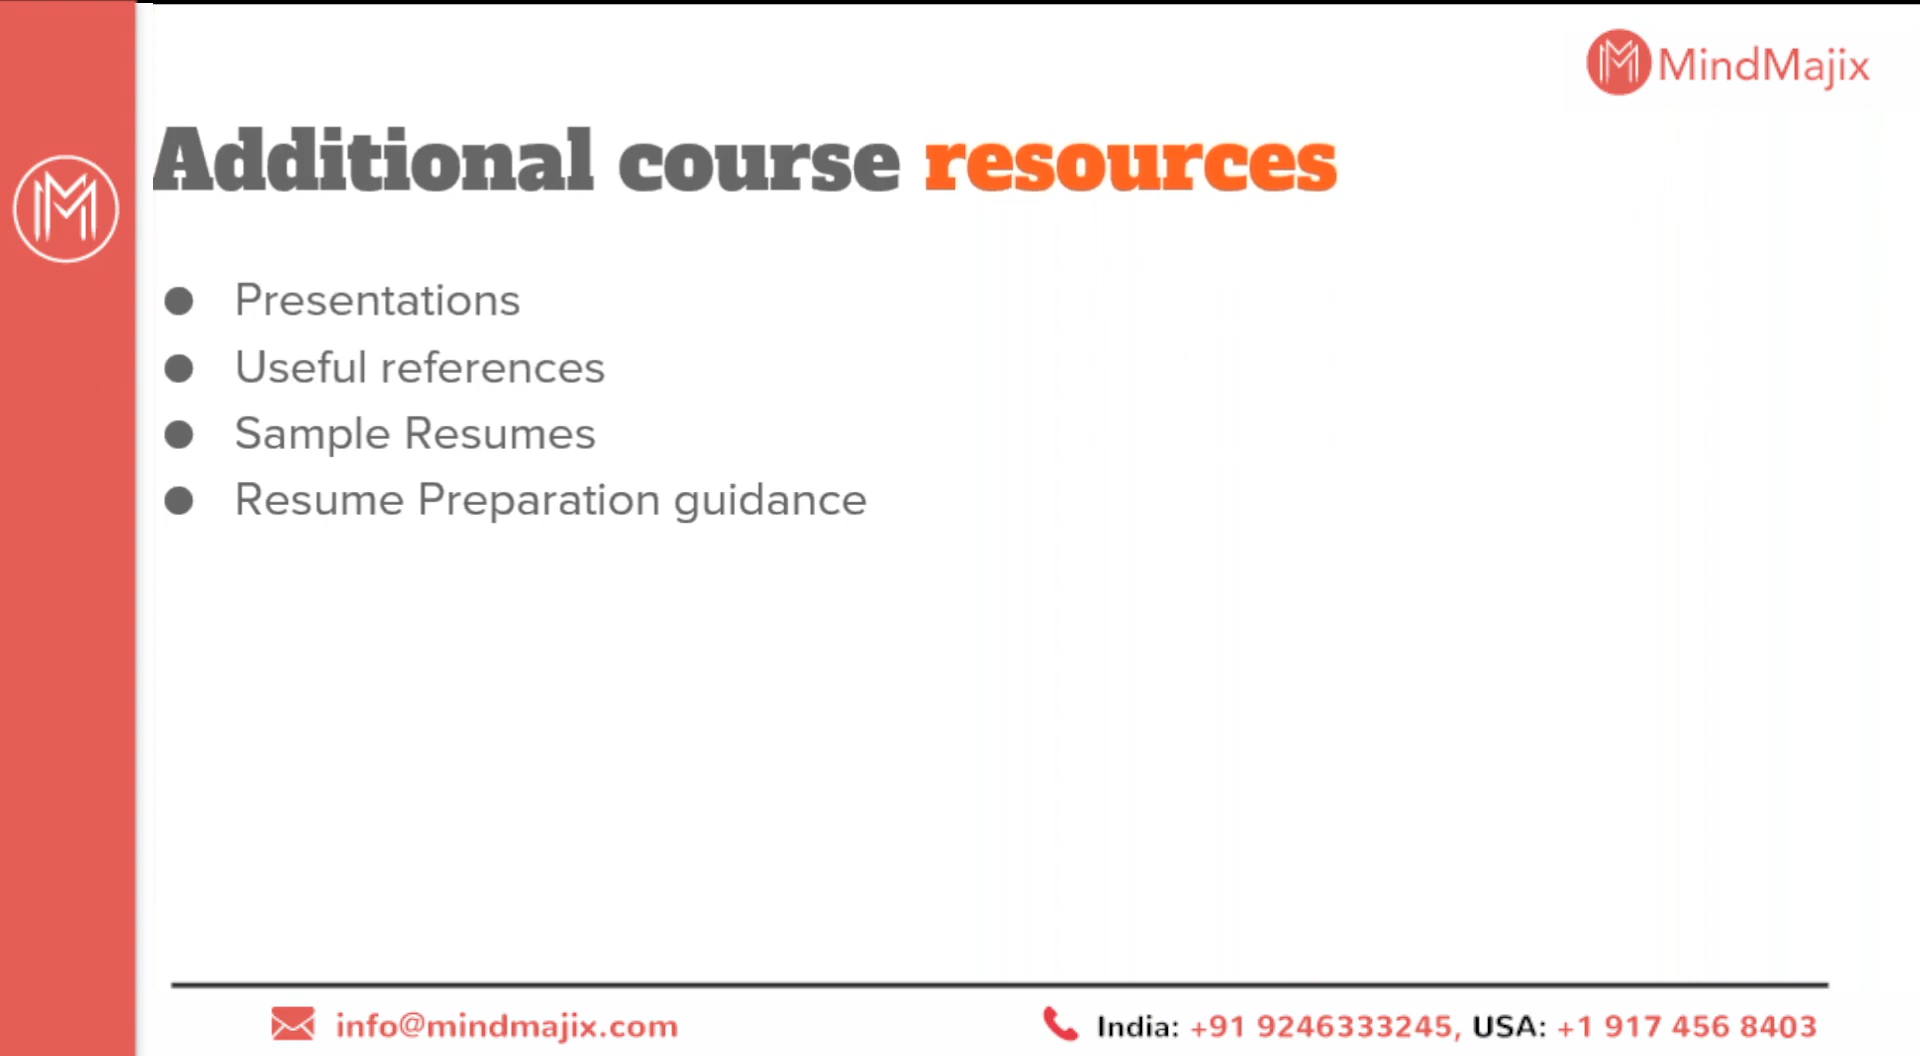 MindMajix
Additional course resources
● Presentations
● Useful references
● Sample Resumes
● Resume Preparation guidance
info@mindmajix.com
India: +91 9246333245, USA: +1 917 456 8403